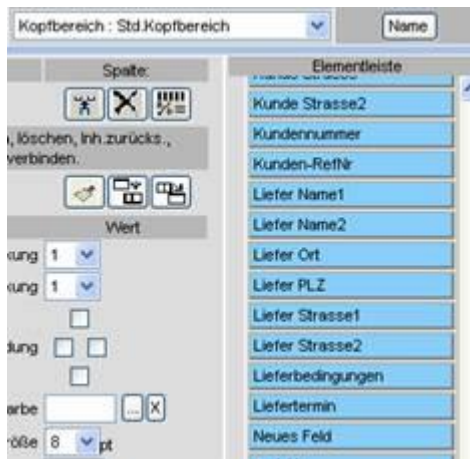 Kopfbereich : Std.Kopfbereich
Name
Spalte:
n, löschen, Inh.zurücks.,
verbinden.
Wert
kung 1
kung 1
dung
arbe ... X
röße 8 pt
Elementleiste
Kunde Strasse2
Kundennummer
Kunden-RefNr
Liefer Name1
Liefer Name2
Liefer Ort
Liefer PLZ
Liefer Strasse1
Liefer Strasse2
Lieferbedingungen
Liefertermin
Neues Feld